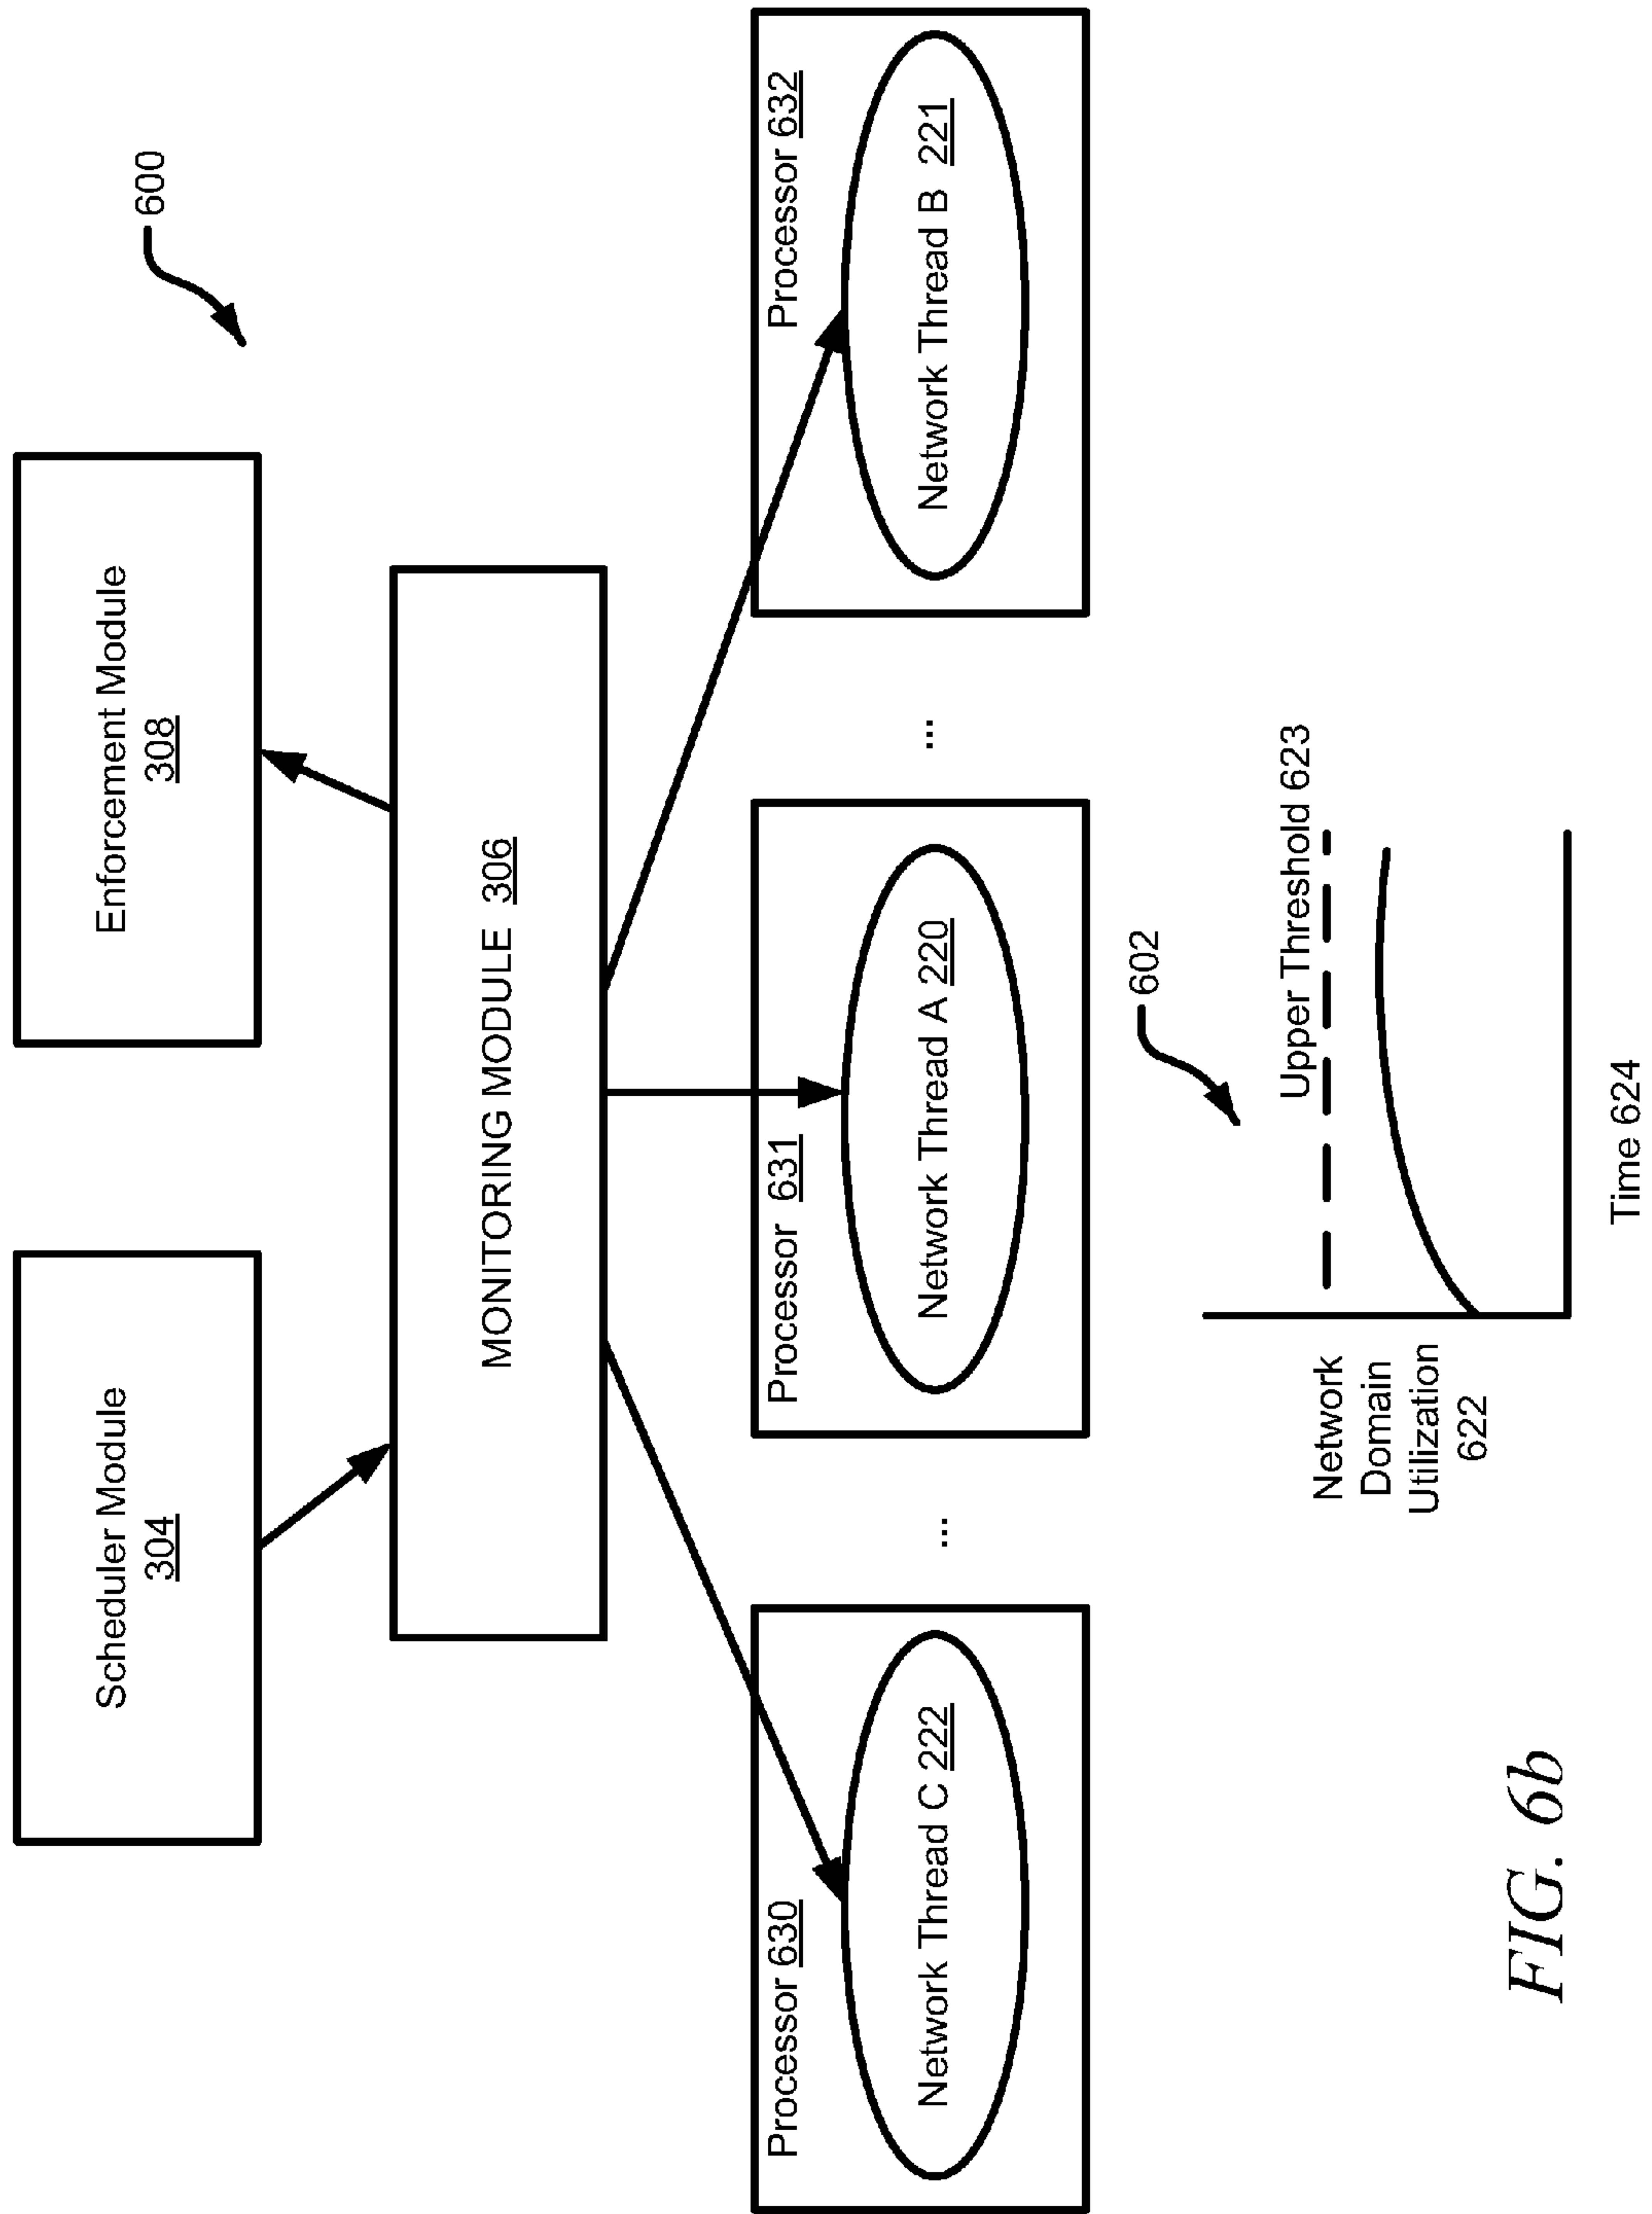 600
Scheduler Module
304
Enforcement Module
308
MONITORING MODULE 306
Processor 630
Network Thread C 222
...
Processor 631
Network Thread A 220
...
Processor 632
Network Thread B 221
602
Upper Threshold 623
Network
Domain
Utilization
622
Time 624
FIG. 6b